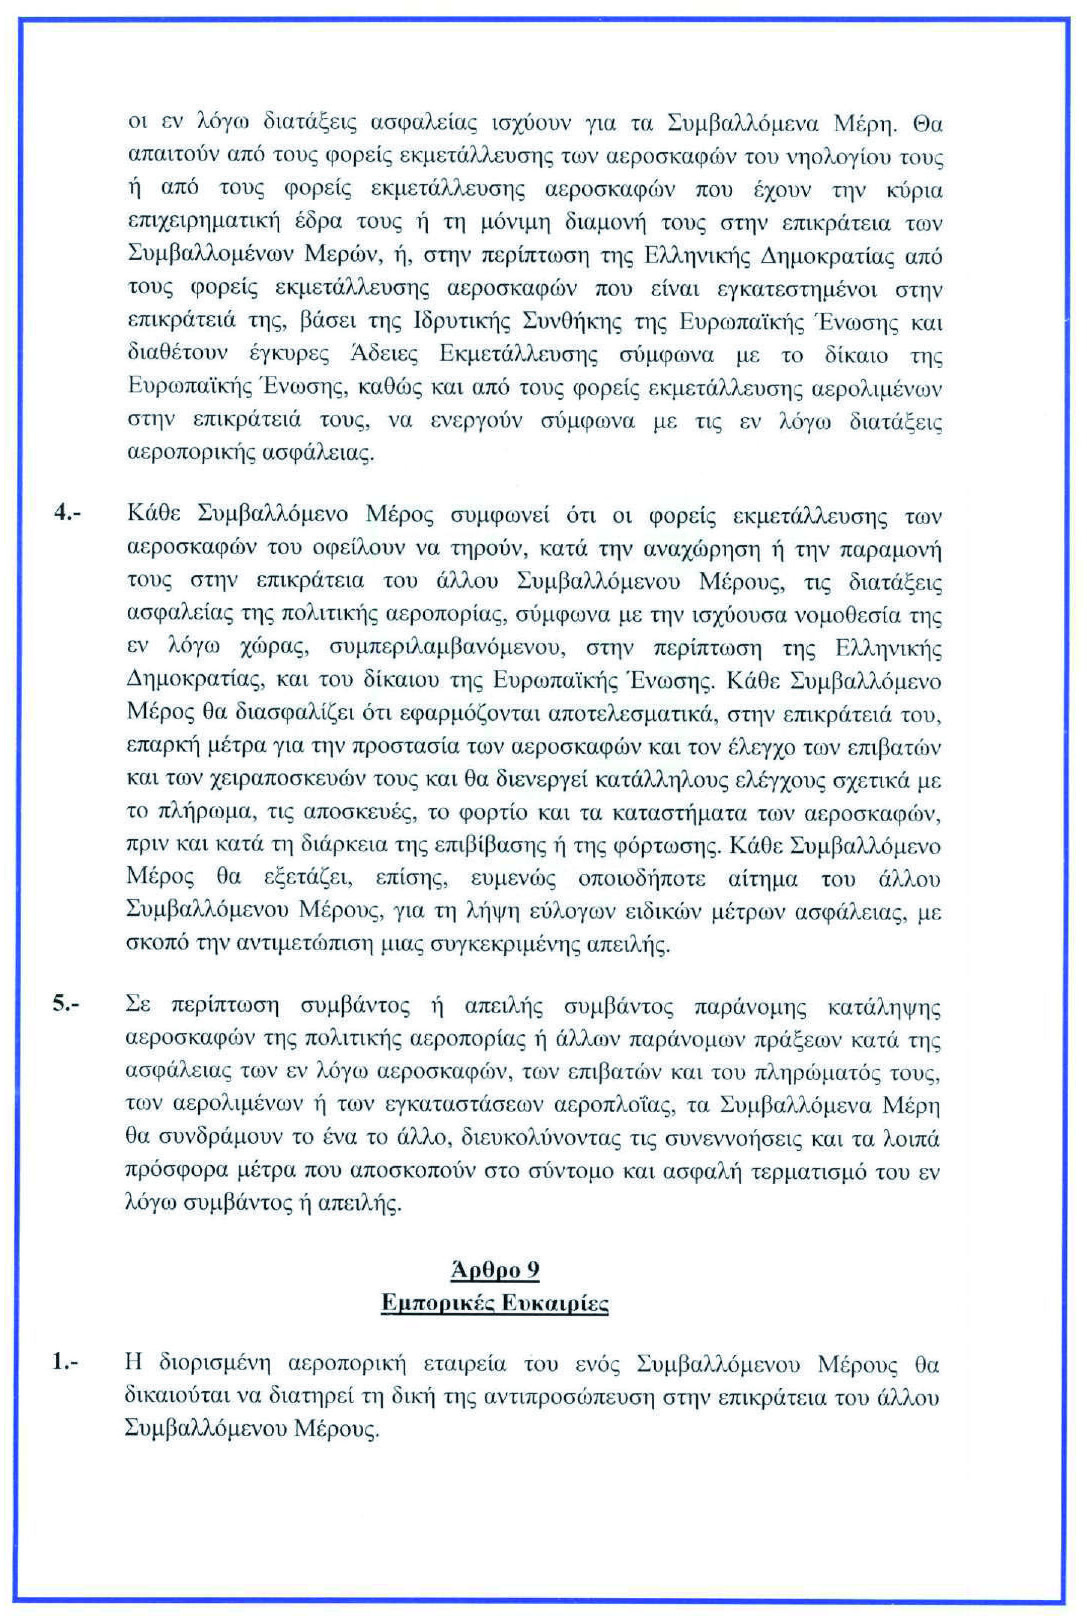 οι εν λόγω διατάξεις ασφαλείας ισχύουν για τα Συμβαλλόμενα Μέρη. Θα
απαιτούν από τους φορείς εκμετάλλευσης των αεροσκαφών του νηολογίου τους
ή από τους φορείς εκμετάλλευσης αεροσκαφών που έχουν την κύρια
επιχειρηματική έδρα τους ή τη μόνιμη διαμονή τους στην επικράτεια των
Συμβαλλομένων Μερών, ή, στην περίπτωση της Ελληνικής Δημοκρατίας από
τους φορείς εκμετάλλευσης αεροσκαφών που είναι εγκατεστημένοι στην
επικράτειά της, βάσει της Ιδρυτικής Συνθήκης της Ευρωπαϊκής Ένωσης και
διαθέτουν έγκυρες Άδειες Εκμετάλλευσης σύμφωνα με το δίκαιο της
Ευρωπαϊκής Ένωσης, καθώς και από τους φορείς εκμετάλλευσης αερολιμένων
στην επικράτειά τους, να ενεργούν σύμφωνα με τις εν λόγω διατάξεις
αεροπορικής ασφάλειας.
4.- Κάθε Συμβαλλόμενο Μέρος συμφωνεί ότι οι φορείς εκμετάλλευσης των
αεροσκαφών του οφείλουν να τηρούν, κατά την αναχώρηση ή την παραμονή
τους στην επικράτεια του άλλου Συμβαλλόμενου Μέρους, τις διατάξεις
ασφαλείας της πολιτικής αεροπορίας, σύμφωνα με την ισχύουσα νομοθεσία της
εν λόγω χώρας, συμπεριλαμβανόμενου, στην περίπτωση της Ελληνικής
Δημοκρατίας, και του δίκαιου της Ευρωπαϊκής Ένωσης. Κάθε Συμβαλλόμενο
Μέρος θα διασφαλίζει ότι εφαρμόζονται αποτελεσματικά, στην επικράτειά του,
επαρκή μέτρα για την προστασία των αεροσκαφών και τον έλεγχο των επιβατών
και των χειραποσκευών τους και θα διενεργεί κατάλληλους ελέγχους σχετικά με
το πλήρωμα, τις αποσκευές, το φορτίο και τα καταστήματα των αεροσκαφών,
πριν και κατά τη διάρκεια της επιβίβασης ή της φόρτωσης. Κάθε Συμβαλλόμενο
Μέρος θα εξετάζει, επίσης, ευμενώς οποιοδήποτε αίτημα του άλλου
Συμβαλλόμενου Μέρους, για τη λήψη εύλογων ειδικών μέτρων ασφάλειας, με
σκοπό την αντιμετώπιση μιας συγκεκριμένης απειλής.
5.- Σε περίπτωση συμβάντος ή απειλής συμβάντος παράνομης κατάληψης
αεροσκαφών της πολιτικής αεροπορίας ή άλλων παράνομων πράξεων κατά της
ασφάλειας των εν λόγω αεροσκαφών, των επιβατών και του πληρώματός τους,
των αερολιμένων ή των εγκαταστάσεων αεροπλοΐας, τα Συμβαλλόμενα Μέρη
θα συνδράμουν το ένα το άλλο, διευκολύνοντας τις συνεννοήσεις και τα λοιπά
πρόσφορα μέτρα που αποσκοπούν στο σύντομο και ασφαλή τερματισμό του εν
λόγω συμβάντος ή απειλής.
Άρθρο 9
Εμπορικές Ευκαιρίες
1.- Η διορισμένη αεροπορική εταιρεία του ενός Συμβαλλόμενου Μέρους θα
δικαιούται να διατηρεί τη δική της αντιπροσώπευση στην επικράτεια του άλλου
Συμβαλλόμενου Μέρους.